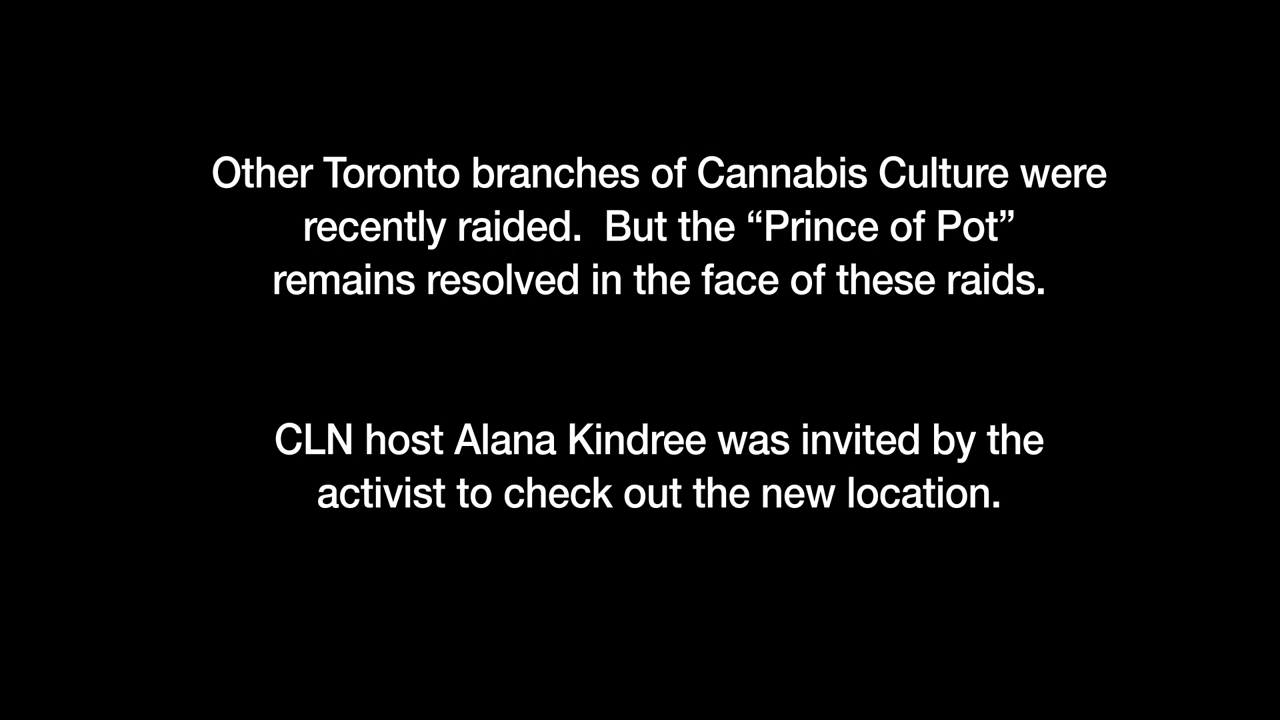 Other Toronto branches of Cannabis Culture were
recently raided.  But the “Prince of Pot”
remains resolved in the face of these raids.
CLN host Alana Kindree was invited by the
activist to check out the new location.